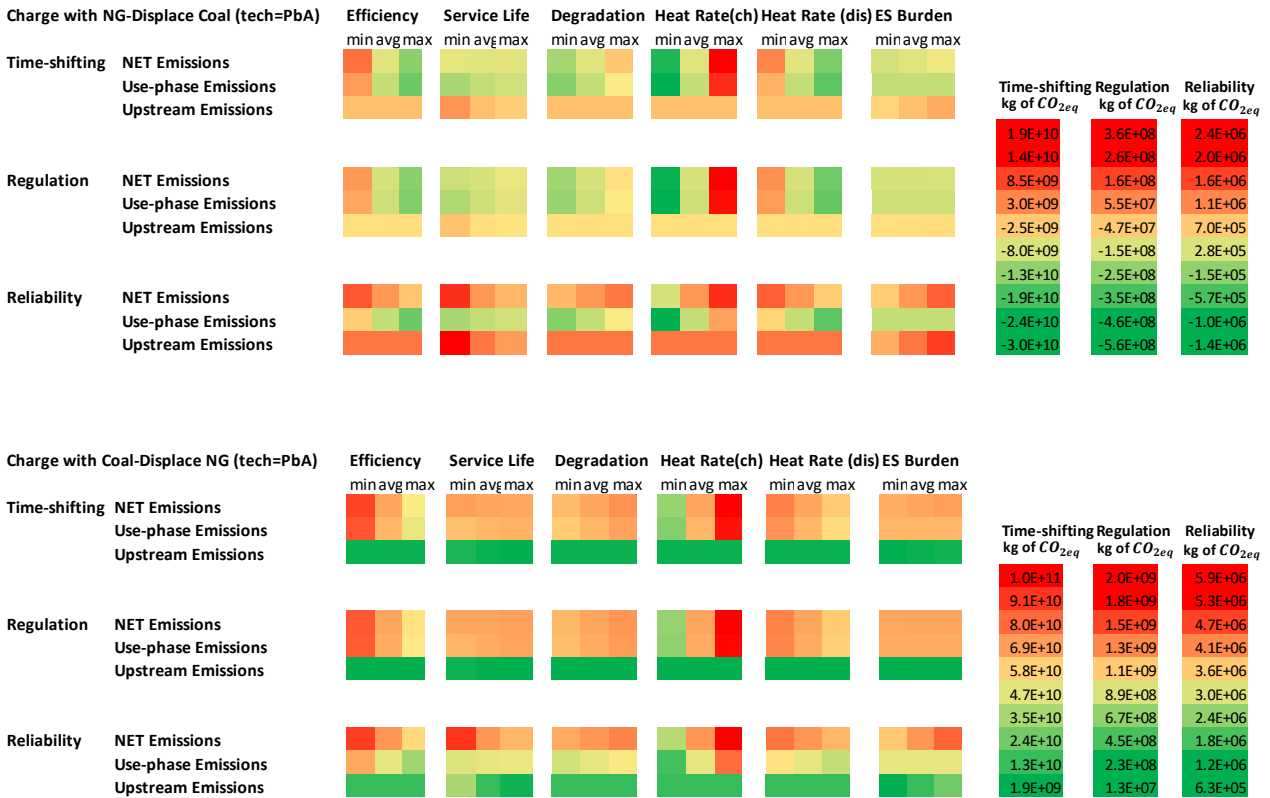 Charge with NG-Displace Coal (tech=PbA) Efficiency Service Life Degradation Heat Rate(ch) Heat Rate (dis) ES Burden
min avg max min avg max min avg max min avg max min avg max min avg max
Time-shifting NET Emissions
Use-phase Emissions
Upstream Emissions
Regulation NET Emissions
Use-phase Emissions
Upstream Emissions
Reliability NET Emissions
Use-phase Emissions
Upstream Emissions
Time-shifting Regulation Reliability
kg of CO2eq kg of CO2eq kg of CO2eq
1.9E+10 3.6E+08 2.4E+06
1.4E+10 2.6E+08 2.0E+06
8.5E+09 1.6E+08 1.6E+06
3.0E+09 5.5E+07 1.1E+06
-2.5E+09 -4.7E+07 7.0E+05
-8.0E+09 -1.5E+08 2.8E+05
-1.3E+10 -2.5E+08 -1.5E+05
-1.9E+10 -3.5E+08 -5.7E+05
-2.4E+10 -4.6E+08 -1.0E+06
-3.0E+10 -5.6E+08 -1.4E+06
Charge with Coal-Displace NG (tech=PbA) Efficiency Service Life Degradation Heat Rate(ch) Heat Rate (dis) ES Burden
min avg max min avg max min avg max min avg max min avg max min avg max
Time-shifting NET Emissions
Use-phase Emissions
Upstream Emissions
Regulation NET Emissions
Use-phase Emissions
Upstream Emissions
Reliability NET Emissions
Use-phase Emissions
Upstream Emissions
Time-shifting Regulation Reliability
kg of CO2eq kg of CO2eq kg of CO2eq
1.0E+11 2.0E+09 5.9E+06
9.1E+10 1.8E+09 5.3E+06
8.0E+10 1.5E+09 4.7E+06
6.9E+10 1.3E+09 4.1E+06
5.8E+10 1.1E+09 3.6E+06
4.7E+10 8.9E+08 3.0E+06
3.5E+10 6.7E+08 2.4E+06
2.4E+10 4.5E+08 1.8E+06
1.3E+10 2.3E+08 1.2E+06
1.9E+09 1.3E+07 6.3E+05